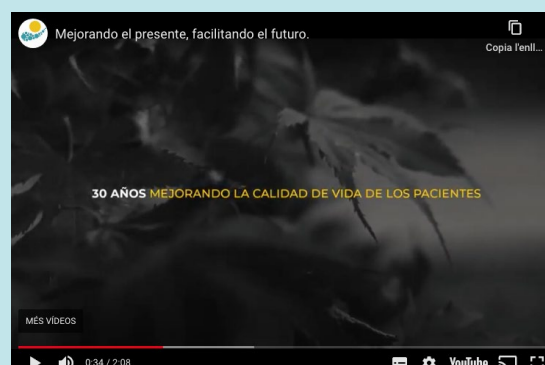 Mejorando el presente, facilitando el futuro.
Copia l'enll...
30 AÑOS MEJORANDO LA CALIDAD DE VIDA DE LOS PACIENTES
MÉS VÍDEOS
0:34 / 2:08
YouTube